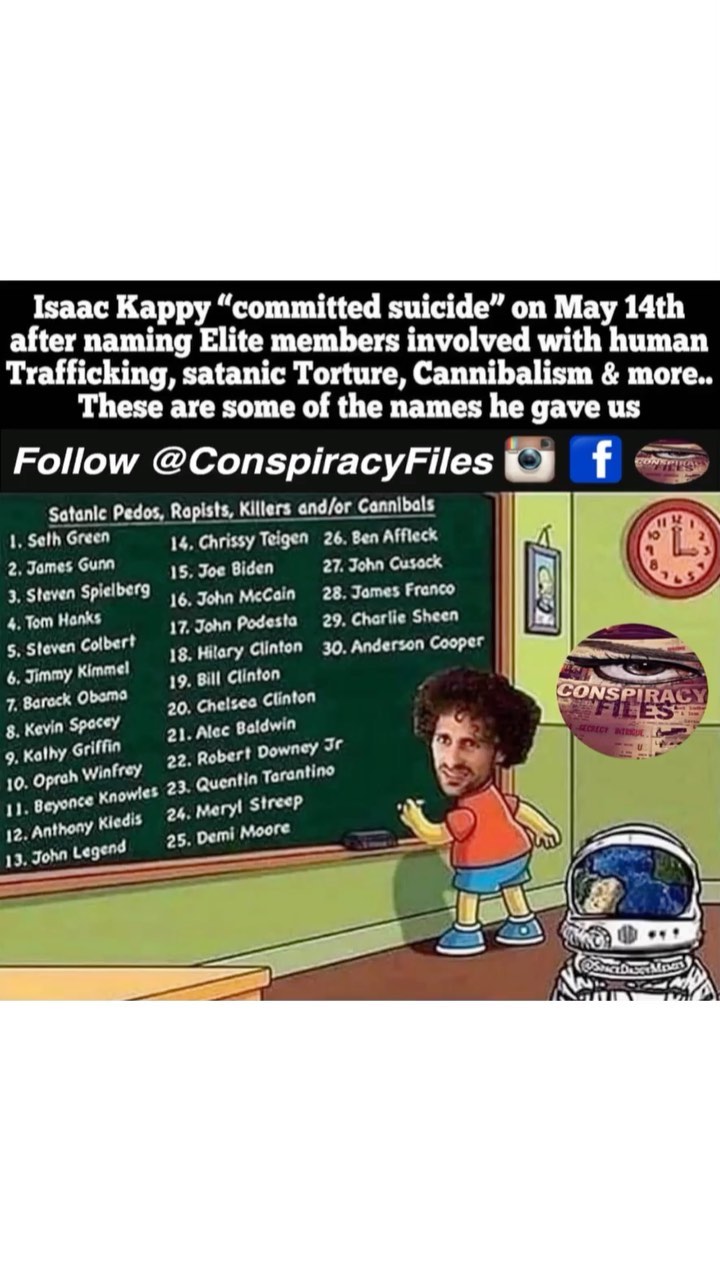 Isaac Kappy “committed suicide” on May 14th
after naming Elite members involved with human
Trafficking, satanic Torture, Cannibalism & more..
These are some of the names he gave us
Follow @ConspiracyFiles
CONSPIRACY
Satanic Pedos, Rapists, Killers and/or Cannibals
1. Seth Green
2. James Gunn
3. Steven Spielberg
4. Tom Hanks
5. Steven Colbert
6. Jimmy Kimmel
7. Barack Obama
8. Kevin Spacey
9. Kathy Griffin
10. Oprah Winfrey
11. Beyonce Knowles
12. Anthony Kiedis
13. John Legend
14. Chrissy Teigen
15. Joe Biden
16. John McCain
17. John Podesta
18. Hilary Clinton
19. Bill Clinton
20. Chelsea Clinton
21. Alec Baldwin
22. Robert Downey Jr
23. Quentin Tarantino
24. Meryl Streep
25. Demi Moore
26. Ben Affleck
27. John Cusack
28. James Franco
29. Charlie Sheen
30. Anderson Cooper
CONSPIRACY
FILES
SECRECY INTRIGUE